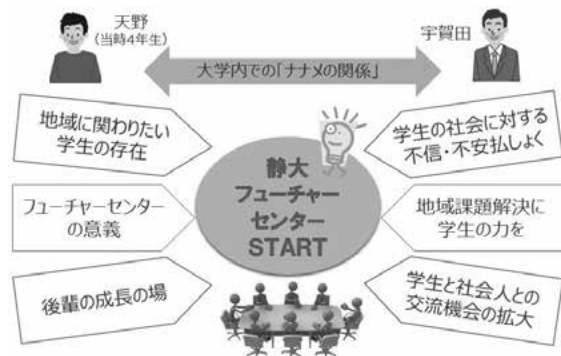 天野
(当時4年生)
宇賀田
大学内での「ナナメの関係」
地域に関わりたい
学生の存在
フューチャーセンター
の意義
後輩の成長の場
静大
フューチャー
センター
START
学生の社会に対する
不信・不安払しょく
地域課題解決に
学生の力を
学生と社会人との
交流機会の拡大